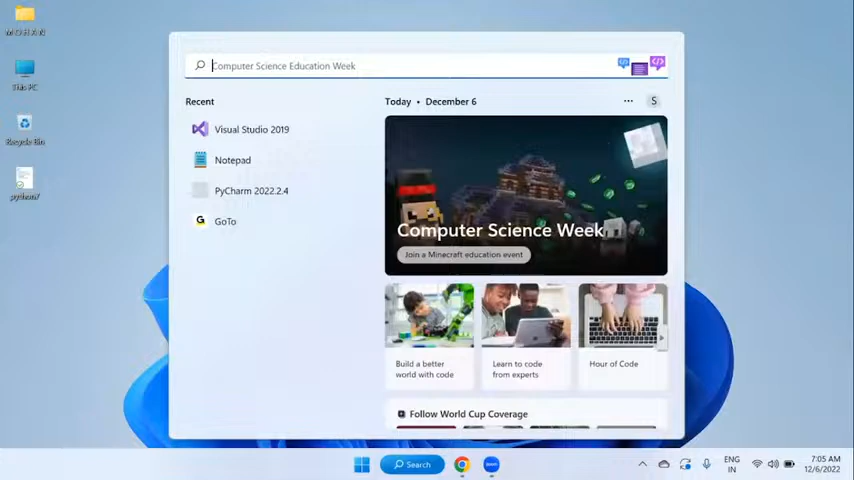 M O H A N
This PC
Recycle Bin
python7
Computer Science Education Week
Recent
Visual Studio 2019
Notepad
PyCharm 2022.2.4
GoTo
Today • December 6
S
Computer Science Week
Join a Minecraft education event
Build a better
world with code
Learn to code
from experts
Hour of Code
Follow World Cup Coverage
Search
ENG
IN
7:05 AM
12/6/2022